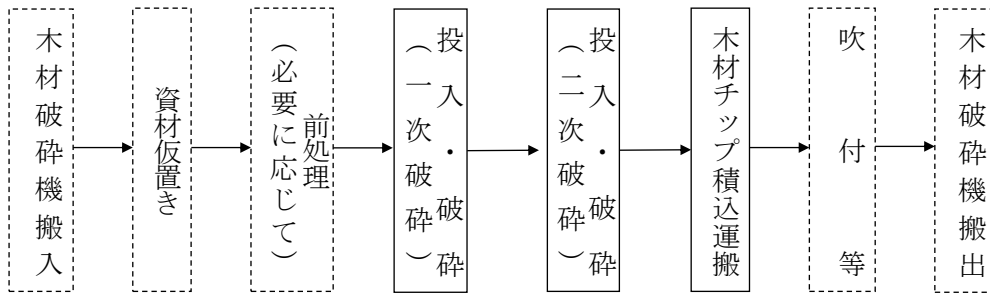 木材破砕機搬入
資材仮置き
前処理
（必要に応じて）
投入・破砕
（一次破砕）
投入・破砕
（二次破砕）
木材チップ積込運搬
吹付等
木材破砕機搬出